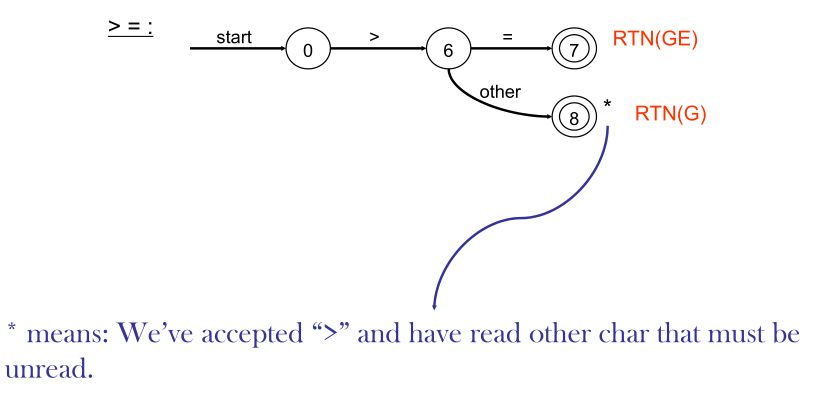 > = :
start
0
>
6
=
7
RTN(GE)
other
8
*
RTN(G)
* means: We’ve accepted “>” and have read other char that must be
unread.